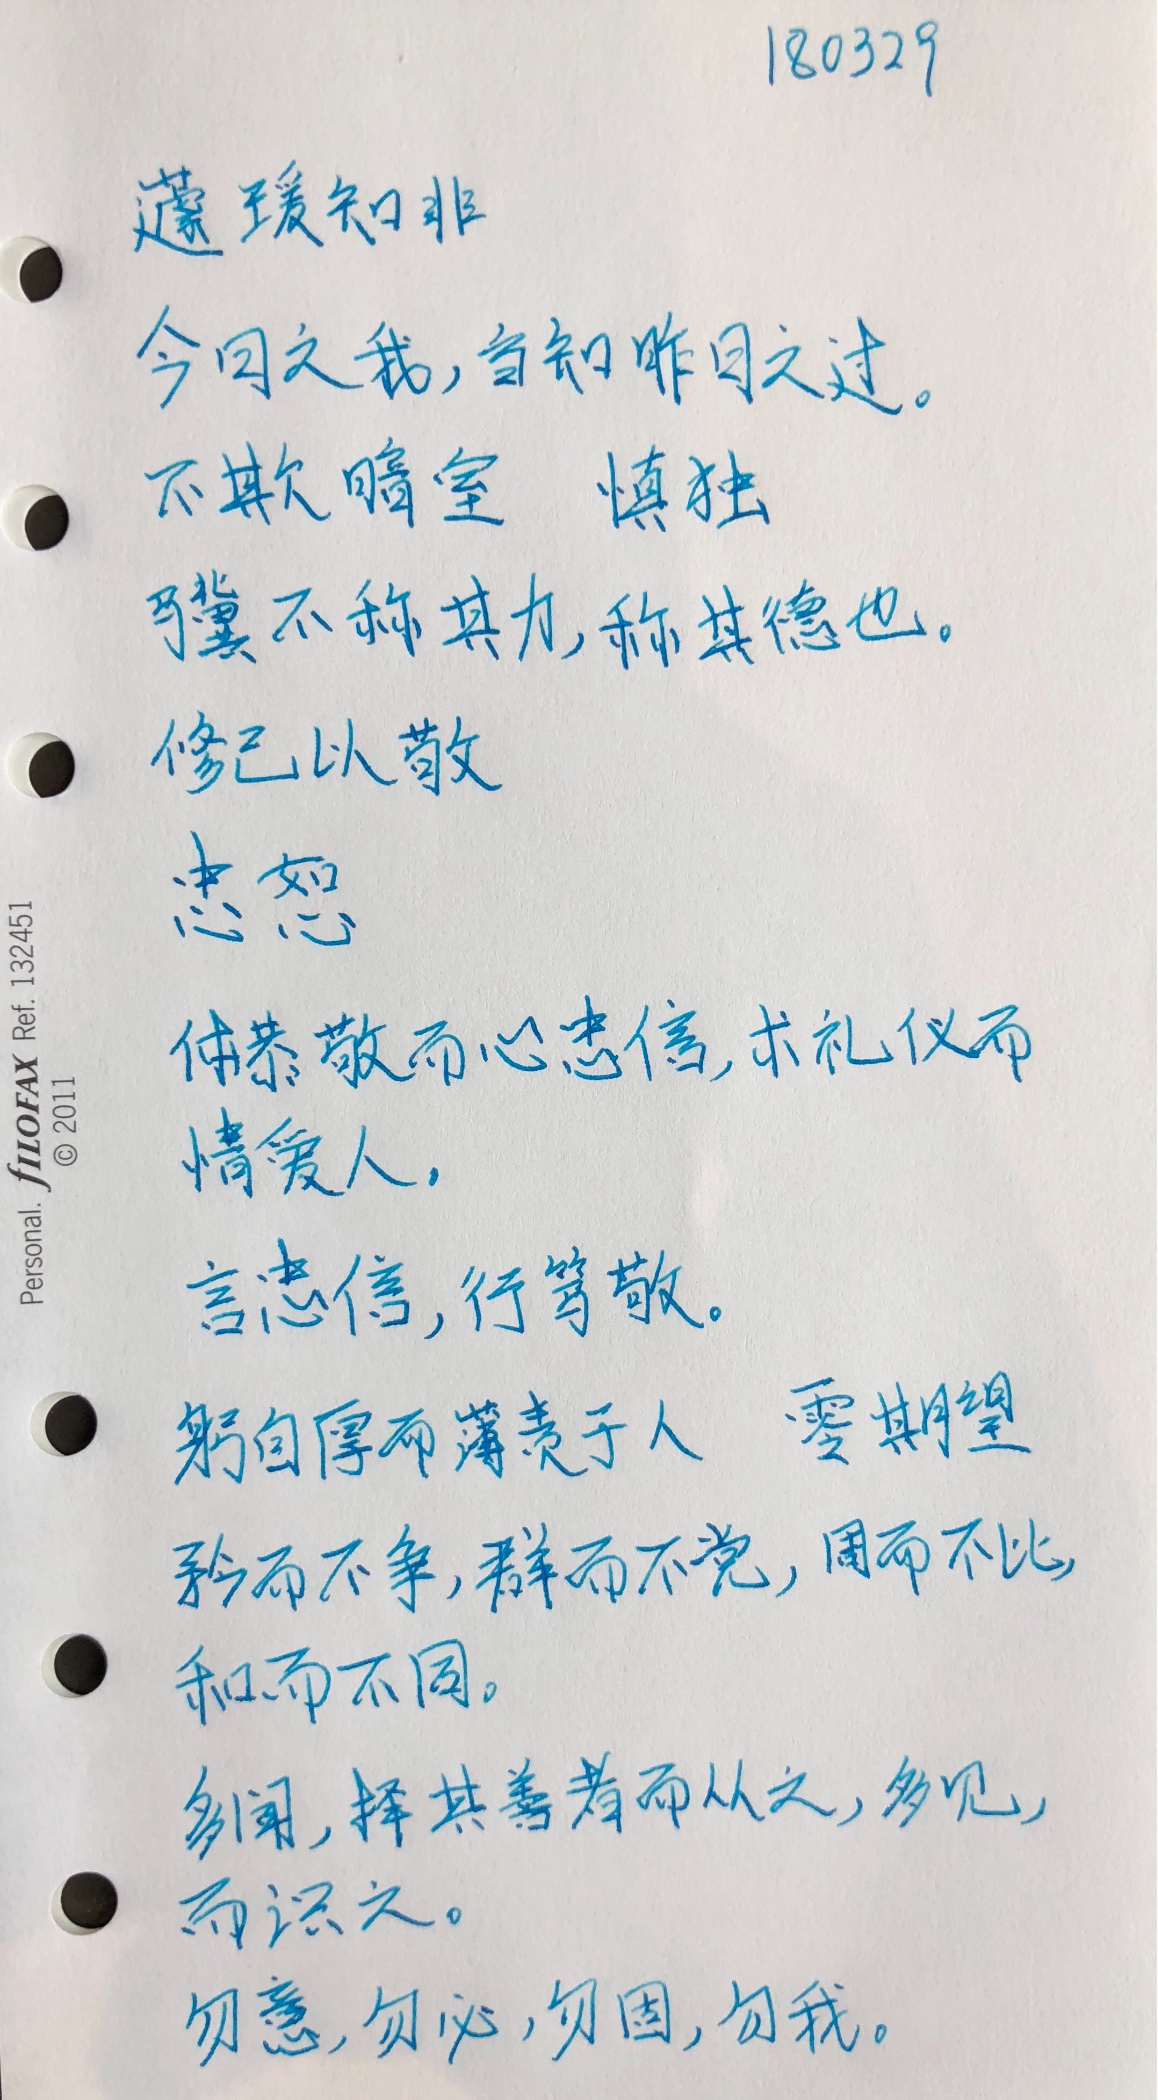 180329
蘧瑗知非
今日之我,当知昨日之过。
不欺暗室 慎独
骥不称其力,称其德也。
修己以敬
忠恕
体恭敬而心忠信,术礼仪而
情爱人。
言忠信,行笃敬。
躬自厚而薄责于人 零期望
矜而不争,群而不党,周而不比,
和而不同。
多闻,择其善者而从之,多见,
而识之。
勿意,勿必,勿固,勿我。
Personal. FILOFAX Ref. 132451
© 2011